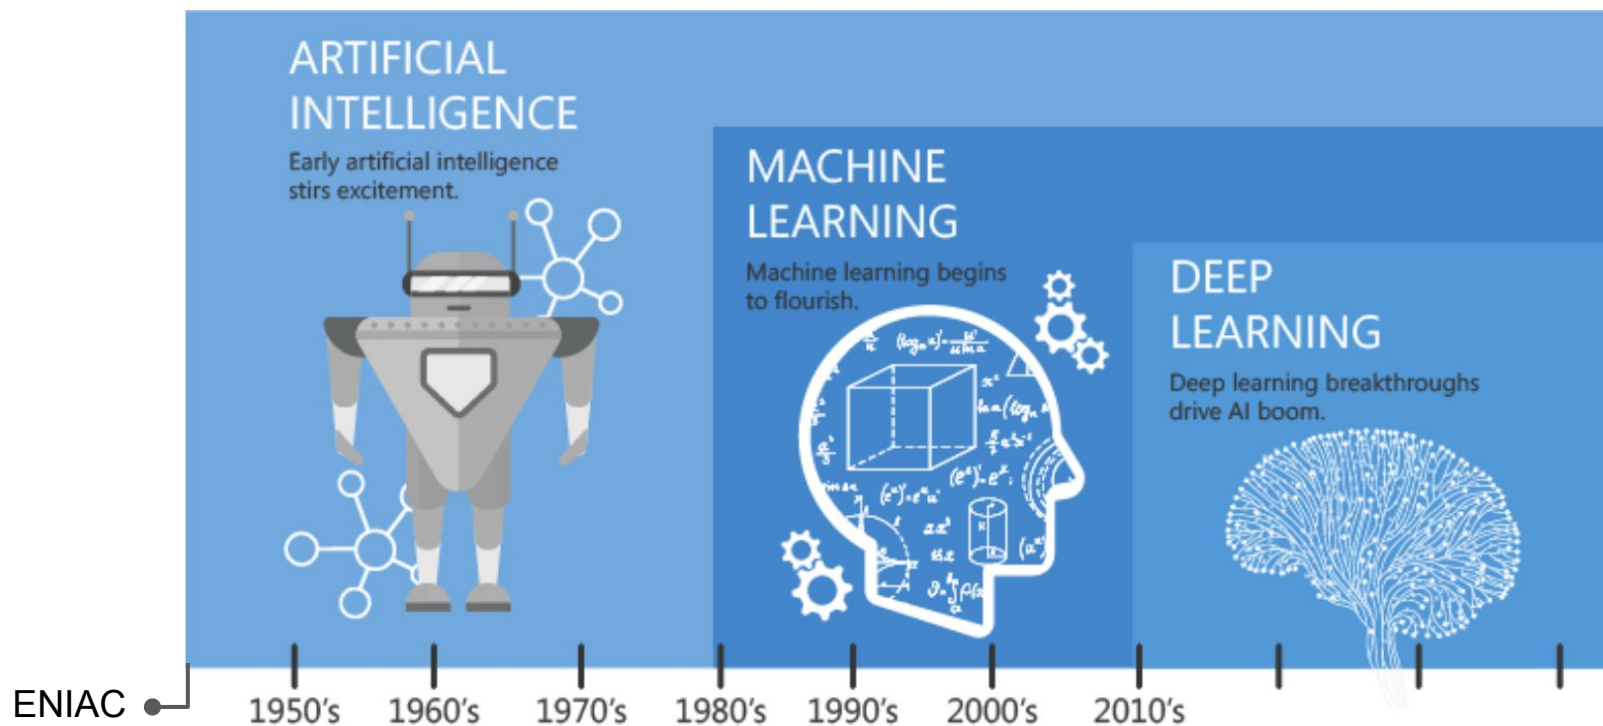 ARTIFICIAL
INTELLIGENCE
Early artificial intelligence
stirs excitement.
MACHINE
LEARNING
Machine learning begins
to flourish.
DEEP
LEARNING
Deep learning breakthroughs
drive AI boom.
ENIAC
1950's 1960's 1970's 1980's 1990's 2000's 2010's